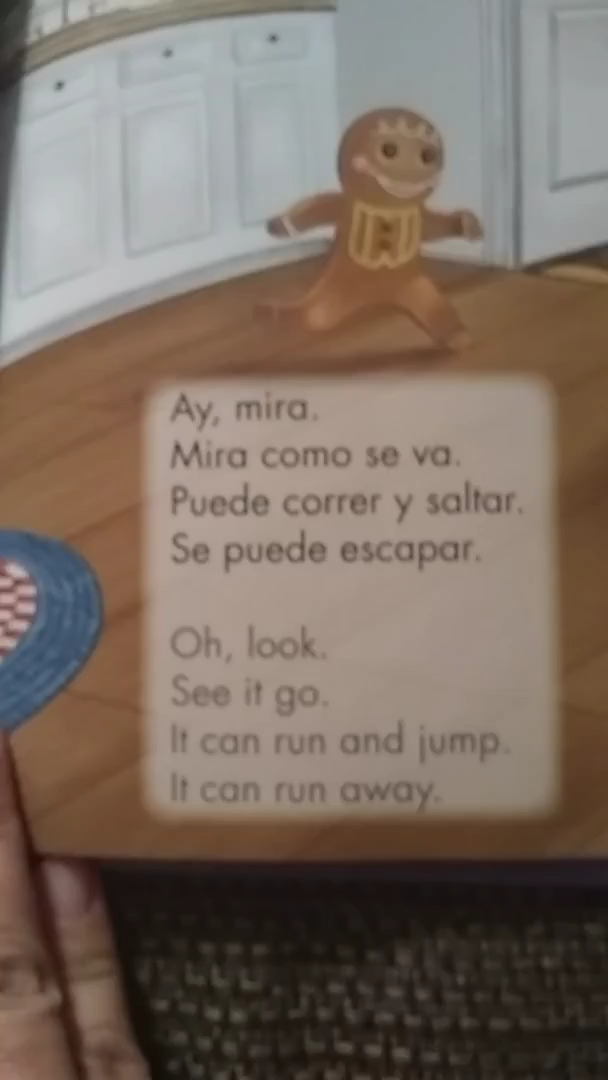 Ay, mira.
Mira como se va.
Puede correr y saltar.
Se puede escapar.
Oh, look.
See it go.
It can run and jump.
It can run away.